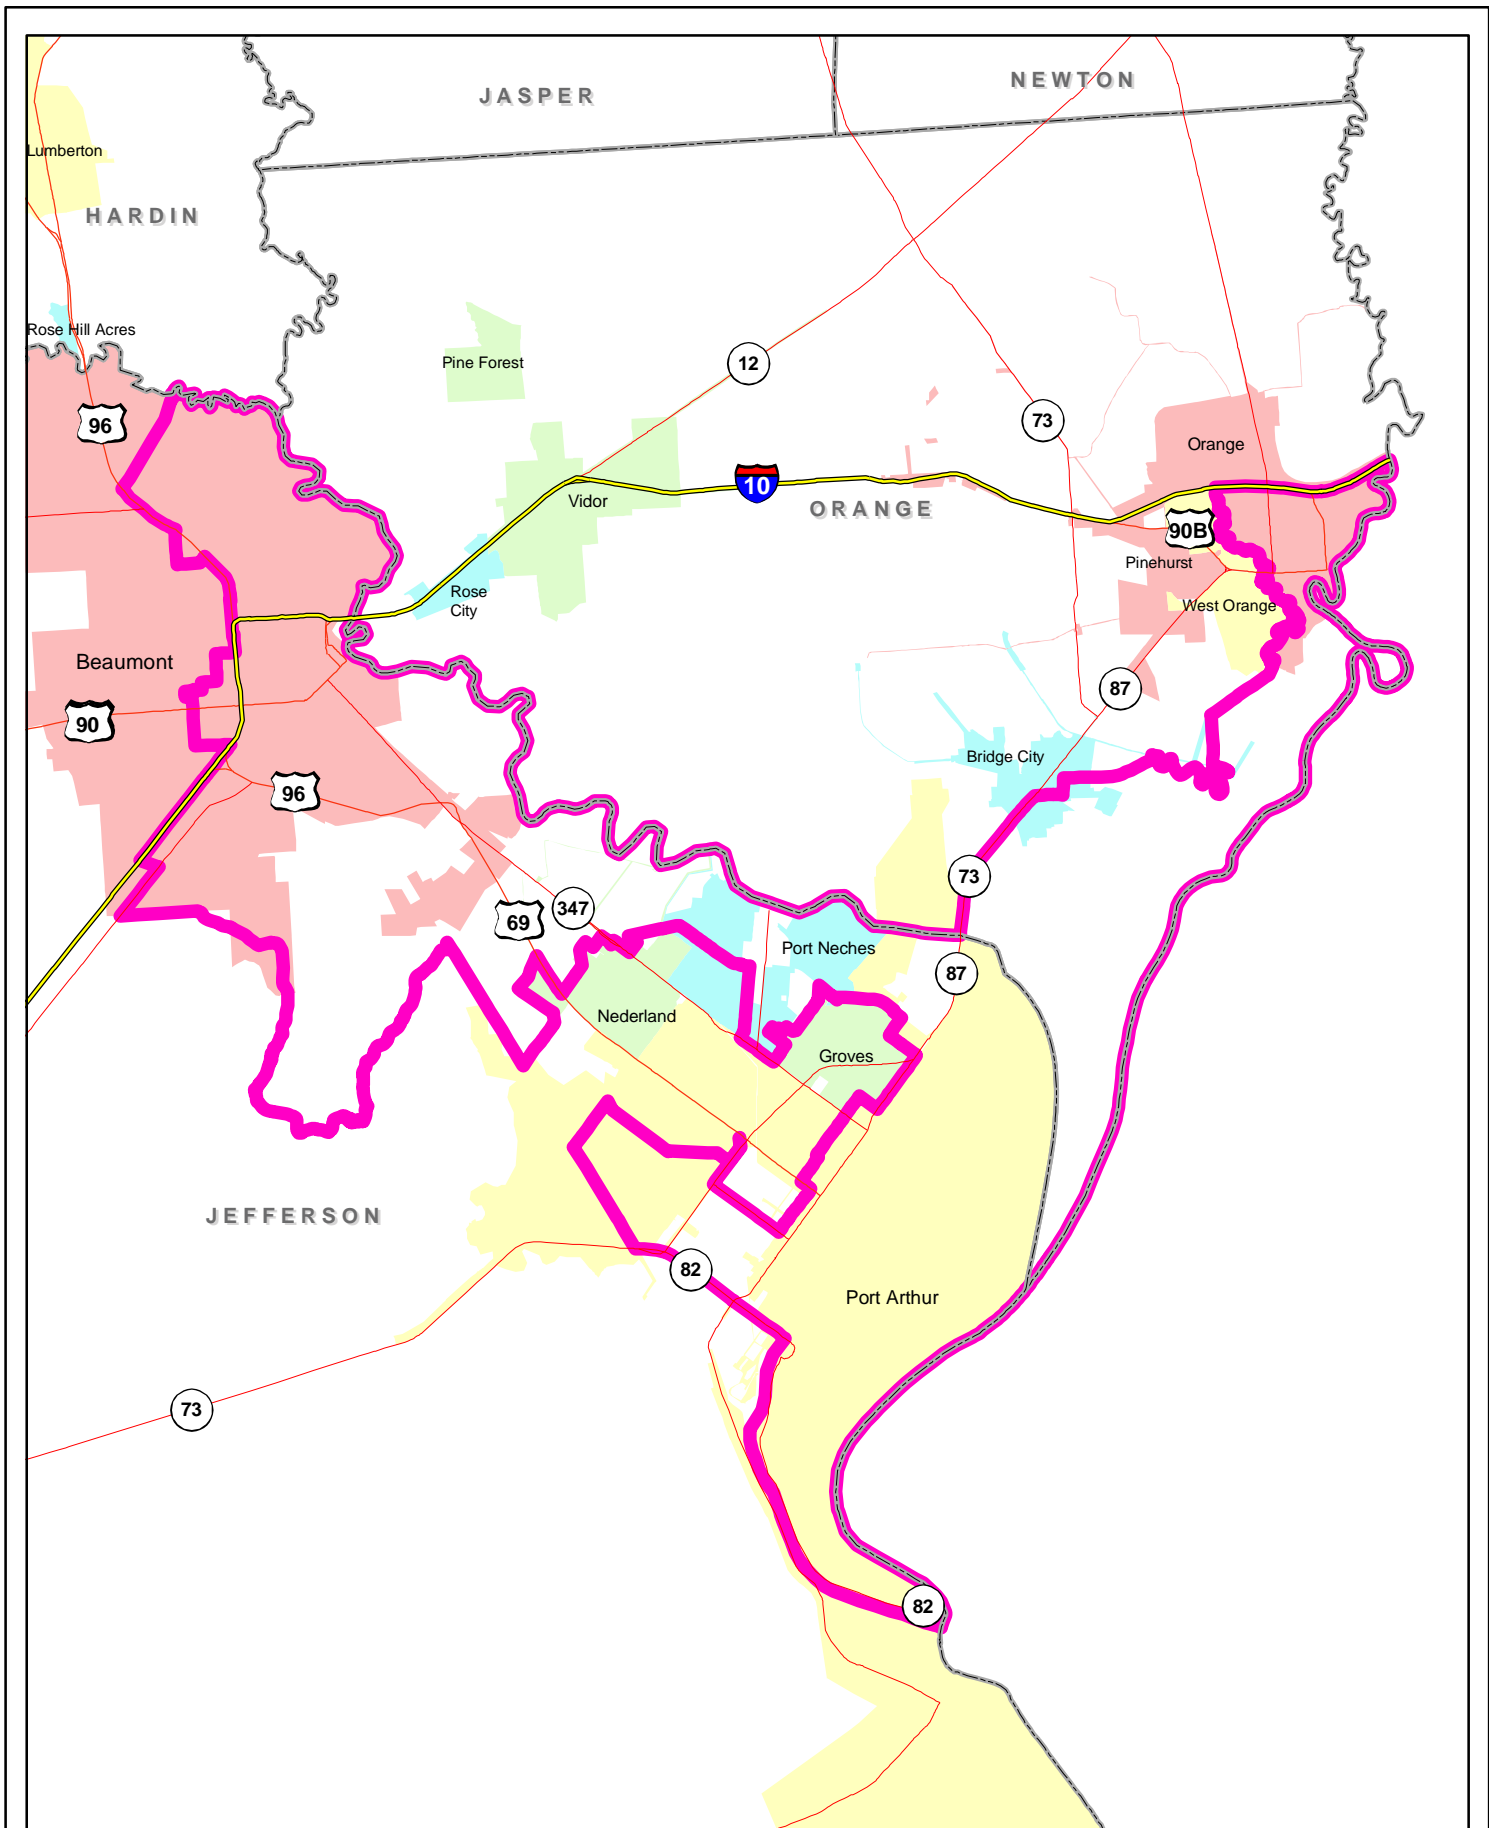 NEWTON
JASPER
Lumberton
HARDIN
Rose Hill Acres
Pine Forest
12
96
73
Orange
10
Vidor
ORANGE
90B
Pinehurst
Rose
City
West Orange
Beaumont
87
90
Bridge City
96
73
347
69
Port Neches
87
Nederland
Groves
JEFFERSON
82
Port Arthur
73
82